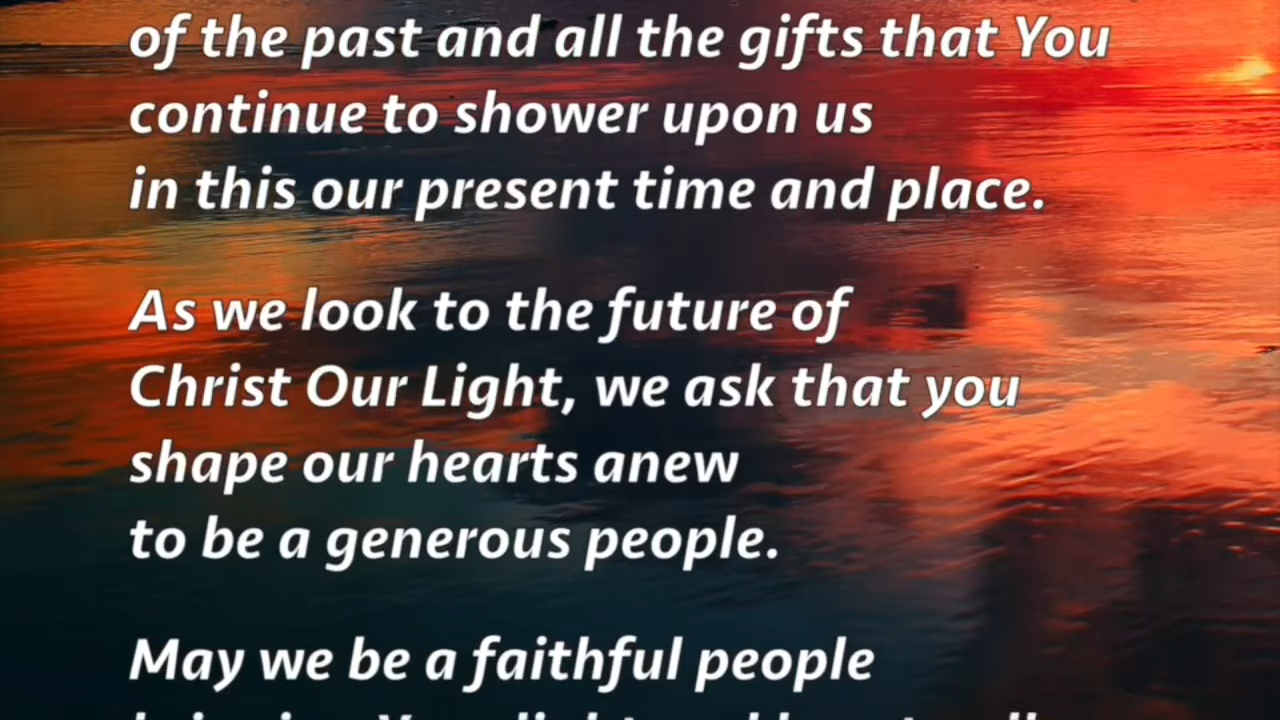 of the past and all the gifts that You
continue to shower upon us
in this our present time and place.
As we look to the future of
Christ Our Light, we ask that you
shape our hearts anew
to be a generous people.
May we be a faithful people